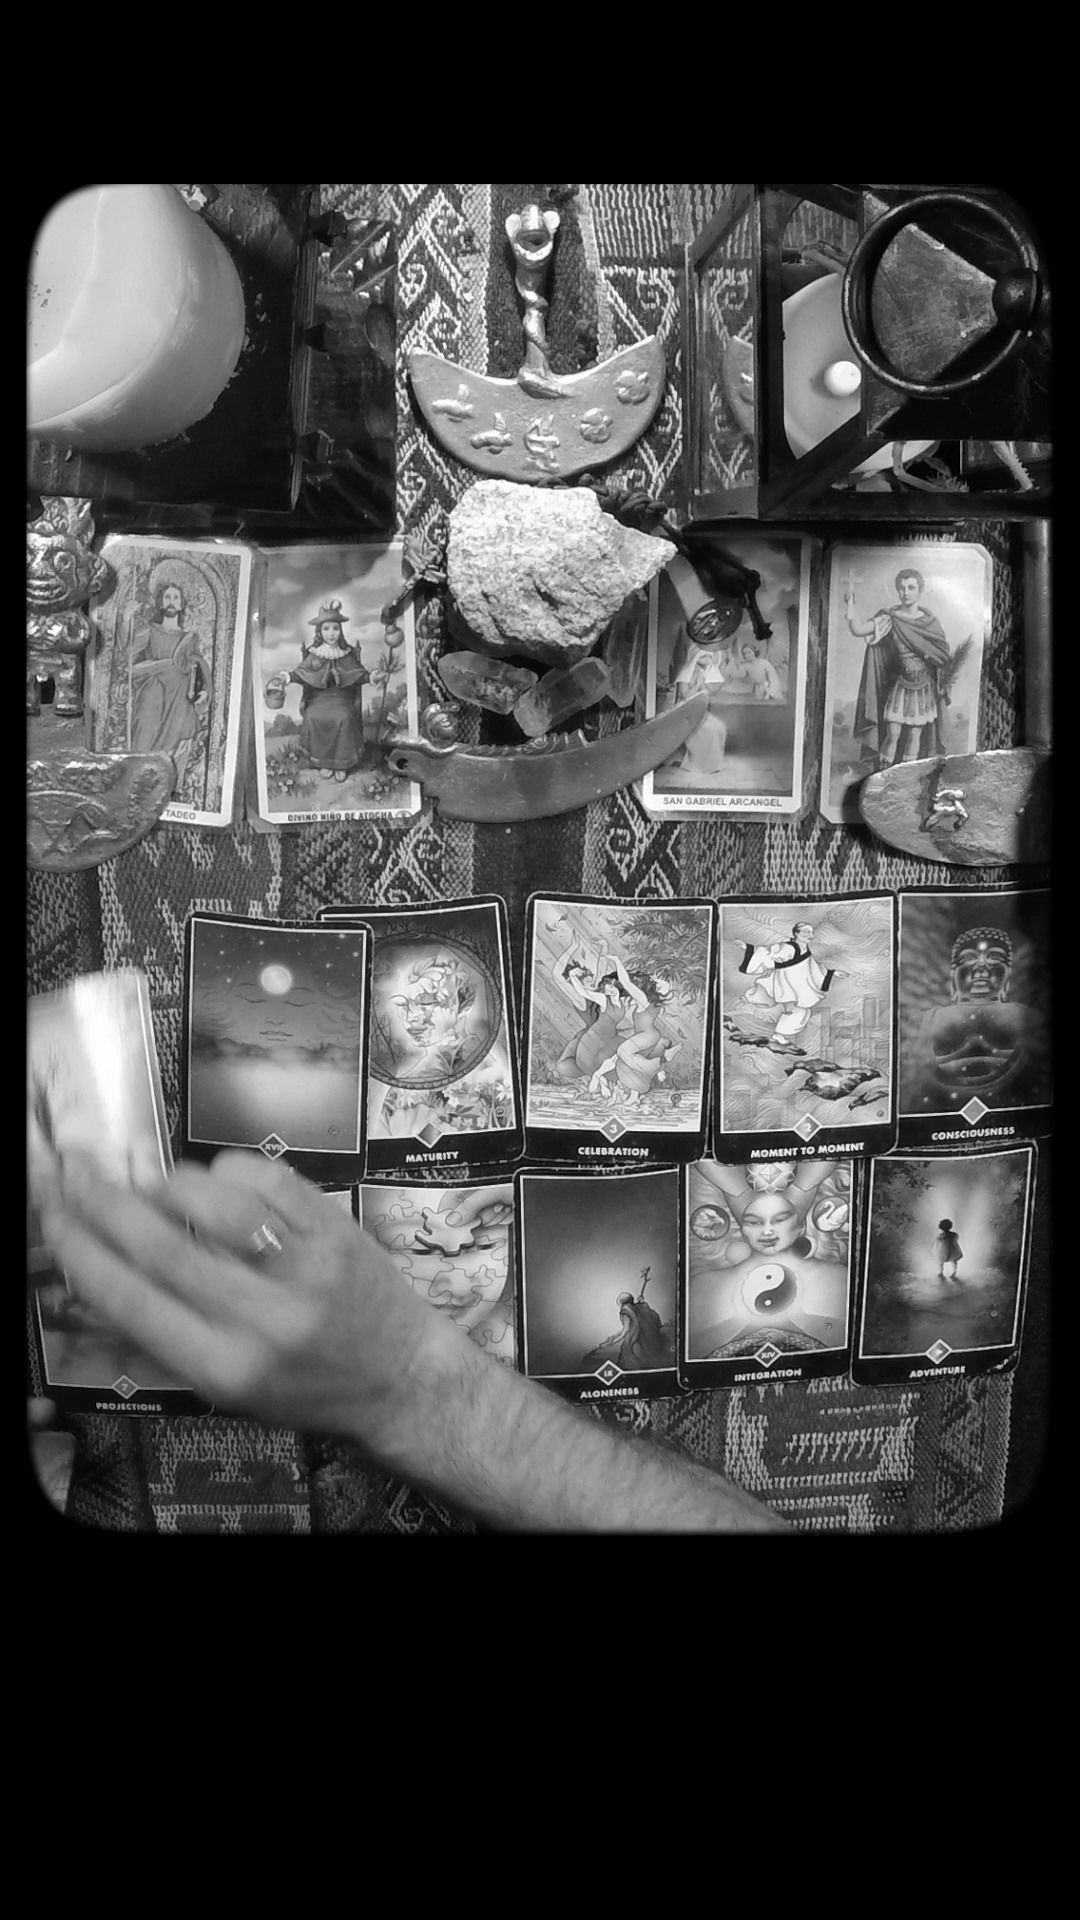 TADEO
DIVINO NIÑO DE ATOCHA
SAN GABRIEL ARCANGEL
MATURITY
3
CELEBRATION
2
MOMENT TO MOMENT
CONSCIOUSNESS
7
PROJECTIONS
IX
ALONENESS
XIV
INTEGRATION
ADVENTURE